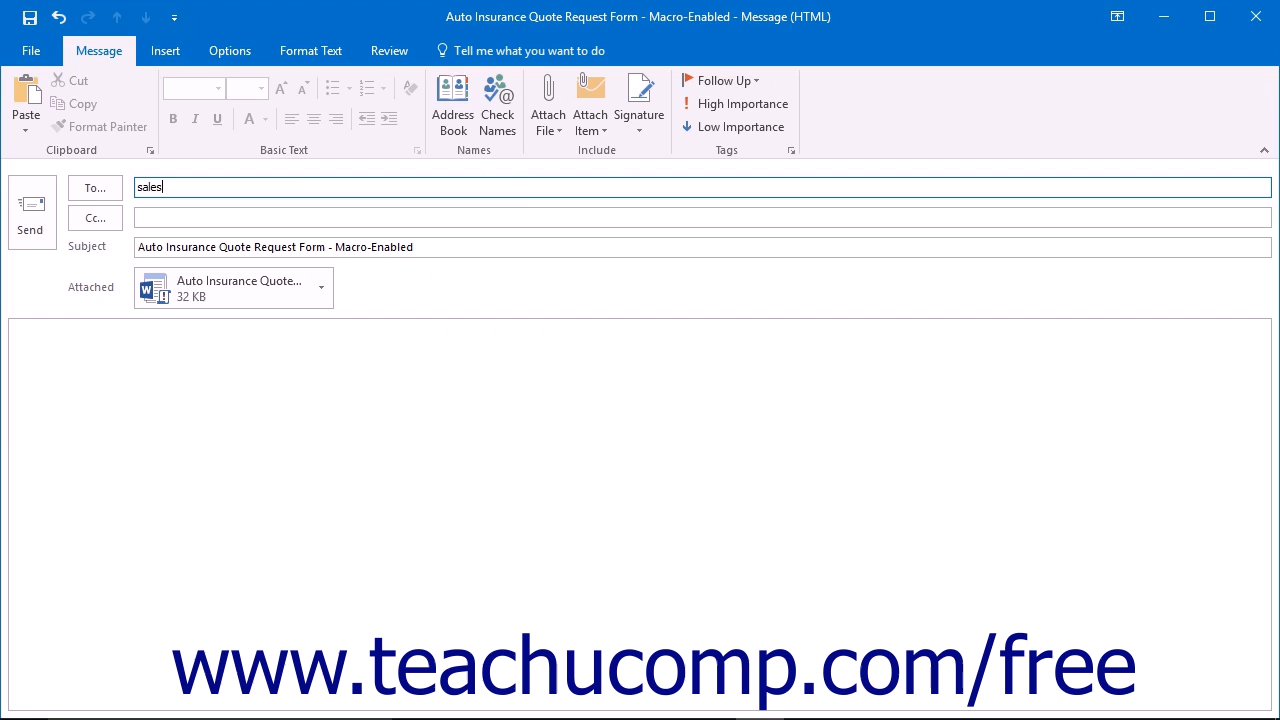 Auto Insurance Quote Request Form - Macro-Enabled - Message (HTML)
File Message Insert Options Format Text Review Tell me what you want to do
Paste
Cut
Copy
Format Painter
Clipboard
B I U A
Basic Text
Address Book
Check Names
Names
Attach File
Attach Item
Signature
Include
Follow Up
High Importance
Low Importance
Tags
Send
To... sales
Cc...
Subject Auto Insurance Quote Request Form - Macro-Enabled
Attached Auto Insurance Quote...
32 KB
www.teachucomp.com/free